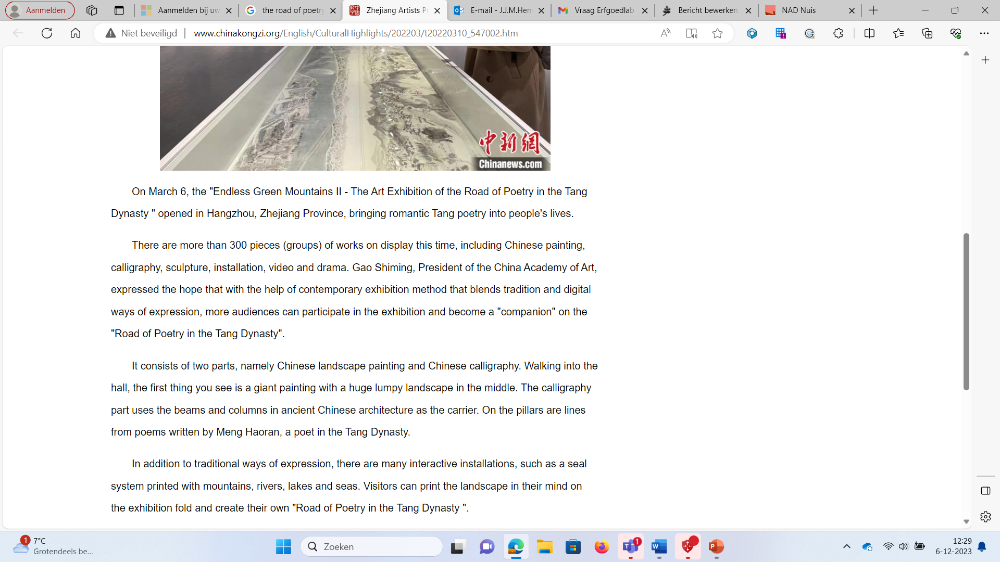 Aanmelden
Aanmelden bij uw
the road of poetry
Zhejiang Artists Pr
E-mail - J.J.M.Hem
Vraag Erfgoedlab
Bericht bewerken
NAD Nuis
Niet beveiligd
www.chinakongzi.org/English/CulturalHighlights/202203/t20220310_547002.htm
中新網
Chinanews.com
On March 6, the "Endless Green Mountains II - The Art Exhibition of the Road of Poetry in the Tang
Dynasty " opened in Hangzhou, Zhejiang Province, bringing romantic Tang poetry into people's lives.
There are more than 300 pieces (groups) of works on display this time, including Chinese painting,
calligraphy, sculpture, installation, video and drama. Gao Shiming, President of the China Academy of Art,
expressed the hope that with the help of contemporary exhibition method that blends tradition and digital
ways of expression, more audiences can participate in the exhibition and become a "companion" on the
"Road of Poetry in the Tang Dynasty".
It consists of two parts, namely Chinese landscape painting and Chinese calligraphy. Walking into the
hall, the first thing you see is a giant painting with a huge lumpy landscape in the middle. The calligraphy
part uses the beams and columns in ancient Chinese architecture as the carrier. On the pillars are lines
from poems written by Meng Haoran, a poet in the Tang Dynasty.
In addition to traditional ways of expression, there are many interactive installations, such as a seal
system printed with mountains, rivers, lakes and seas. Visitors can print the landscape in their mind on
the exhibition fold and create their own "Road of Poetry in the Tang Dynasty ".
1
7°C
Grotendeels be...
Zoeken
1
12:29
6-12-2023